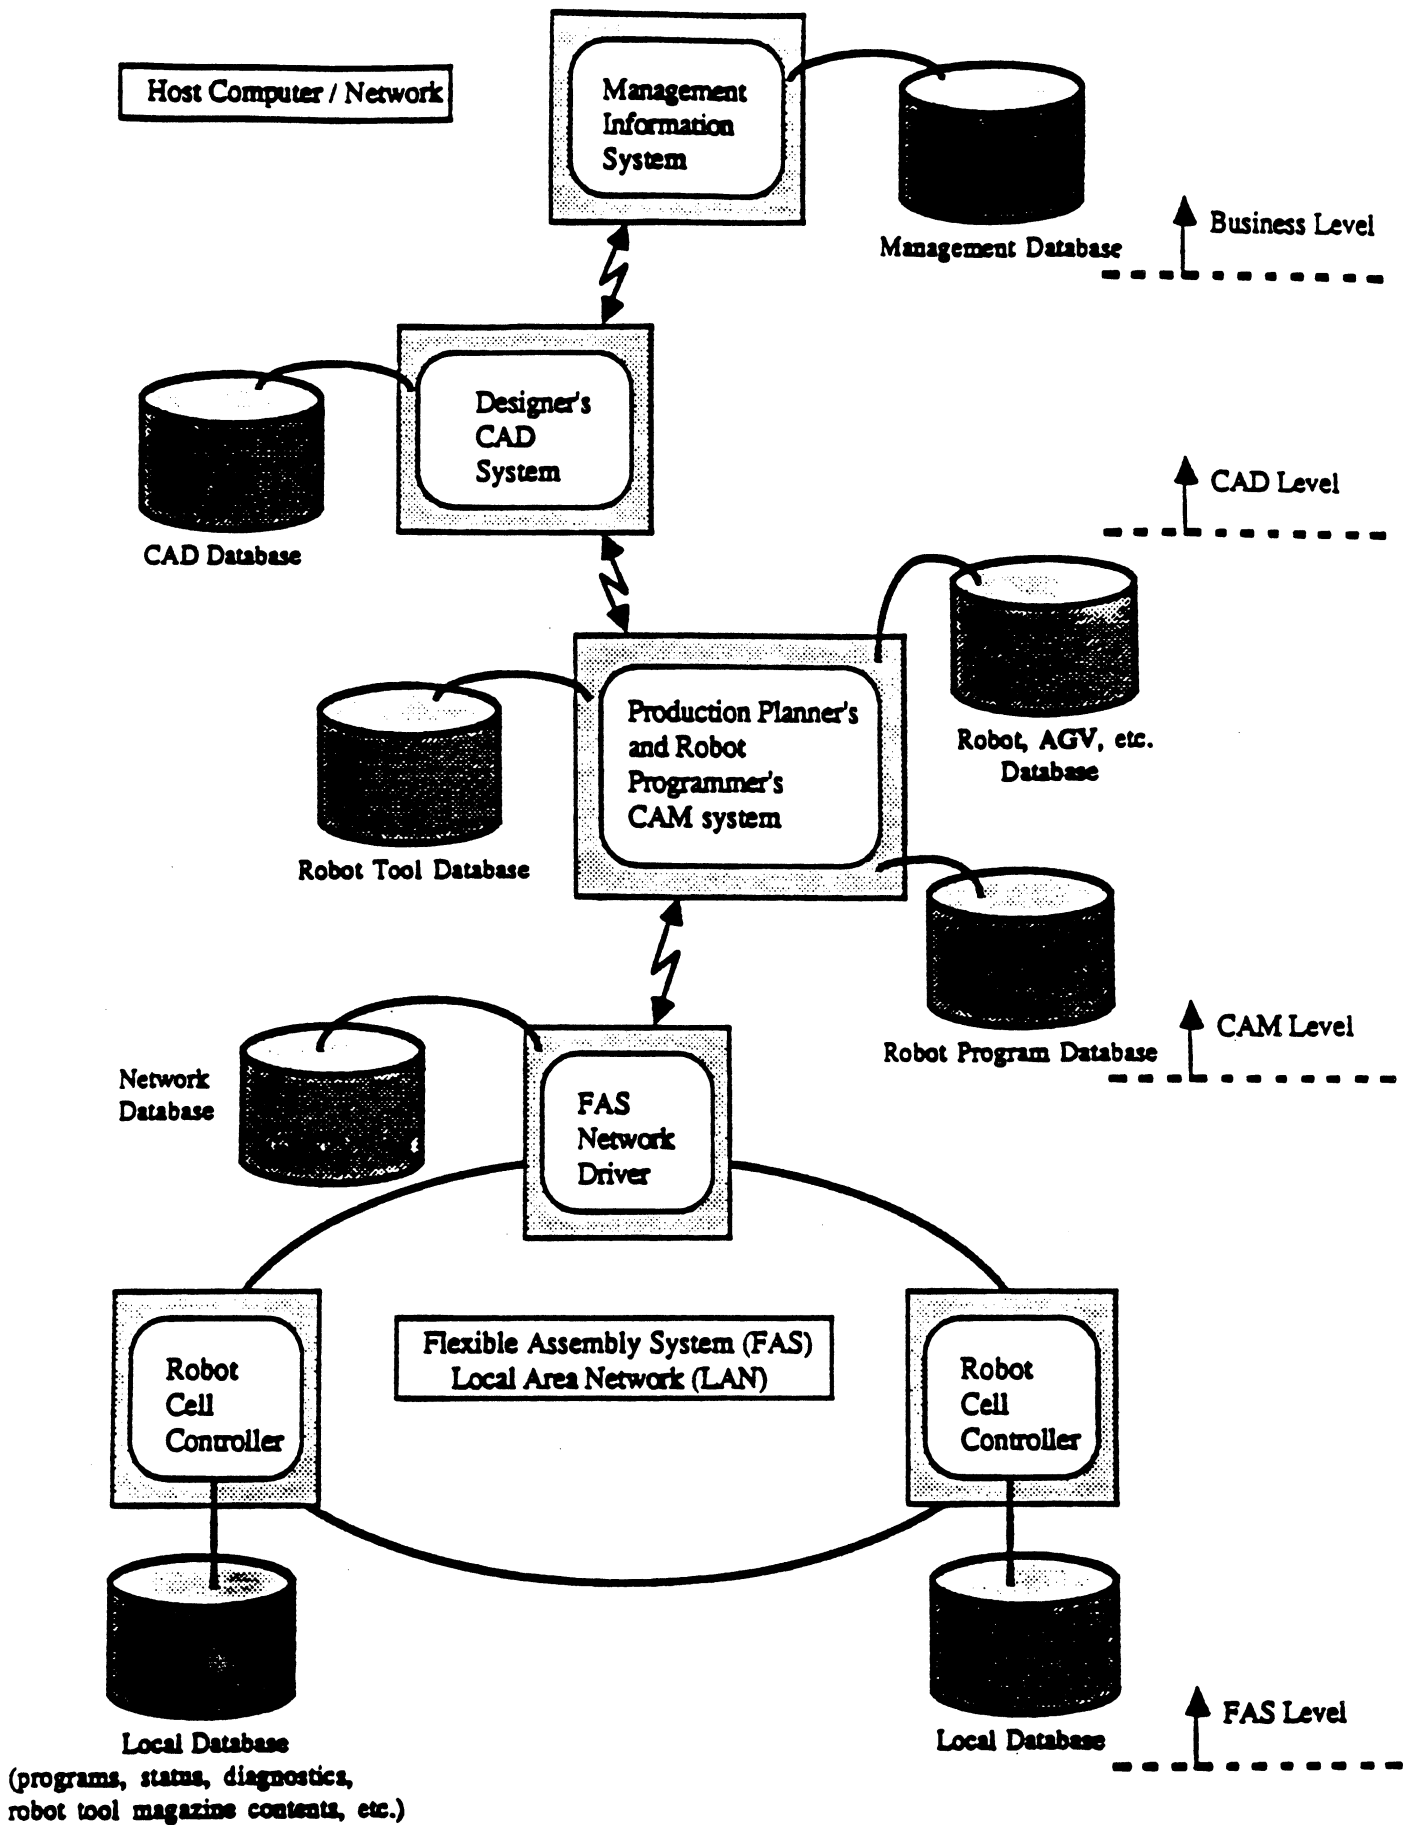 Host Computer / Network
Management
Information
System
Management Database
Business Level
Designer's
CAD
System
CAD Database
CAD Level
Production Planner's
and Robot
Programmer's
CAM system
Robot, AGV, etc.
Database
Robot Tool Database
Robot Program Database
CAM Level
Network
Database
FAS
Network
Driver
Flexible Assembly System (FAS)
Local Area Network (LAN)
Robot
Cell
Controller
Robot
Cell
Controller
Local Database
(programs, status, diagnostics,
robot tool magazine contents, etc.)
Local Database
FAS Level